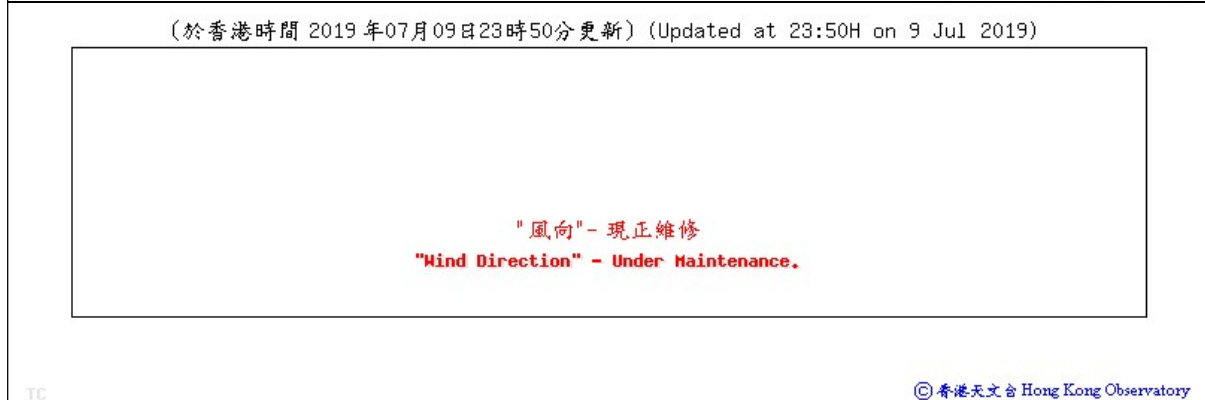 (於香港時間 2019 年07月09日23時50分更新) (Updated at 23:50H on 9 Jul 2019)
"風向"- 現正維修
"Wind Direction" - Under Maintenance.
TC
© 香港天文台 Hong Kong Observatory